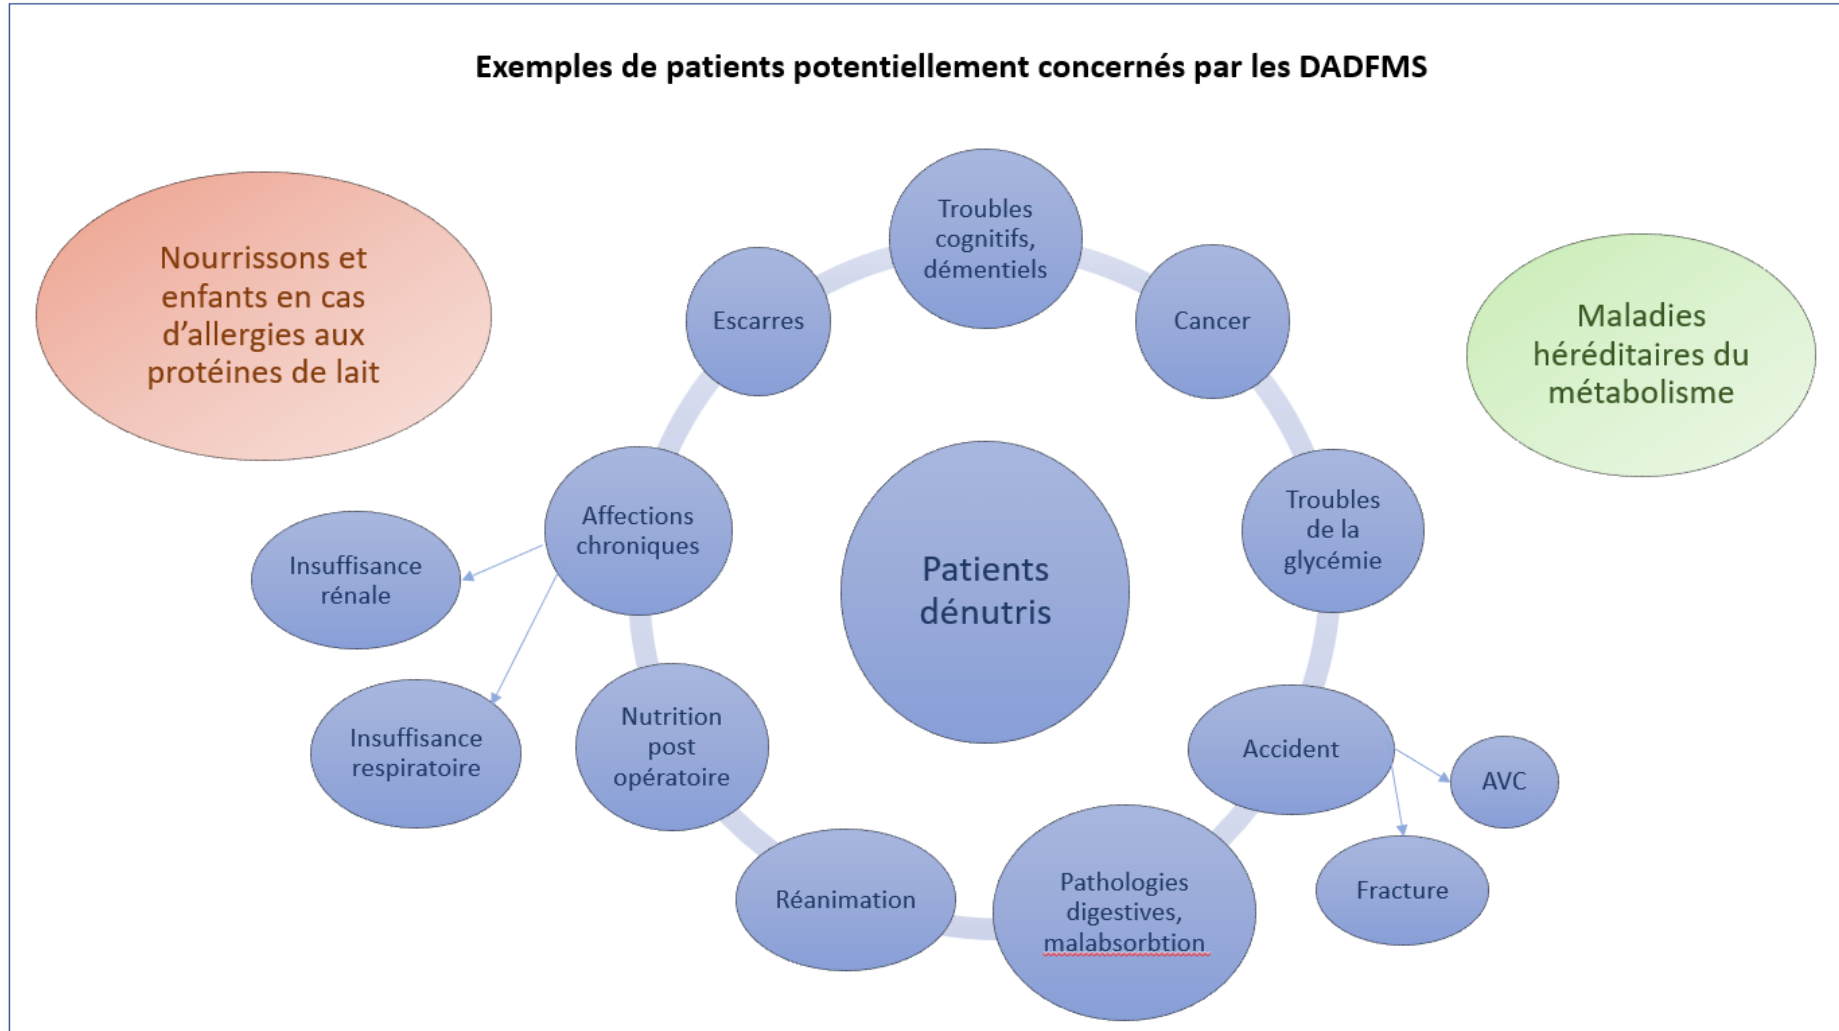 Exemples de patients potentiellement concernés par les DADFMS
Nourrissons et
enfants en cas
d’allergies aux
protéines de lait
Troubles
cognitifs,
démentiels
Escarres
Cancer
Maladies
héréditaires du
métabolisme
Affections
chroniques
Troubles
de la
glycémie
Insuffisance
rénale
Patients
dénutris
Insuffisance
respiratoire
Nutrition
post
opératoire
Accident
AVC
Réanimation
Pathologies
digestives,
malabsorbtion
Fracture